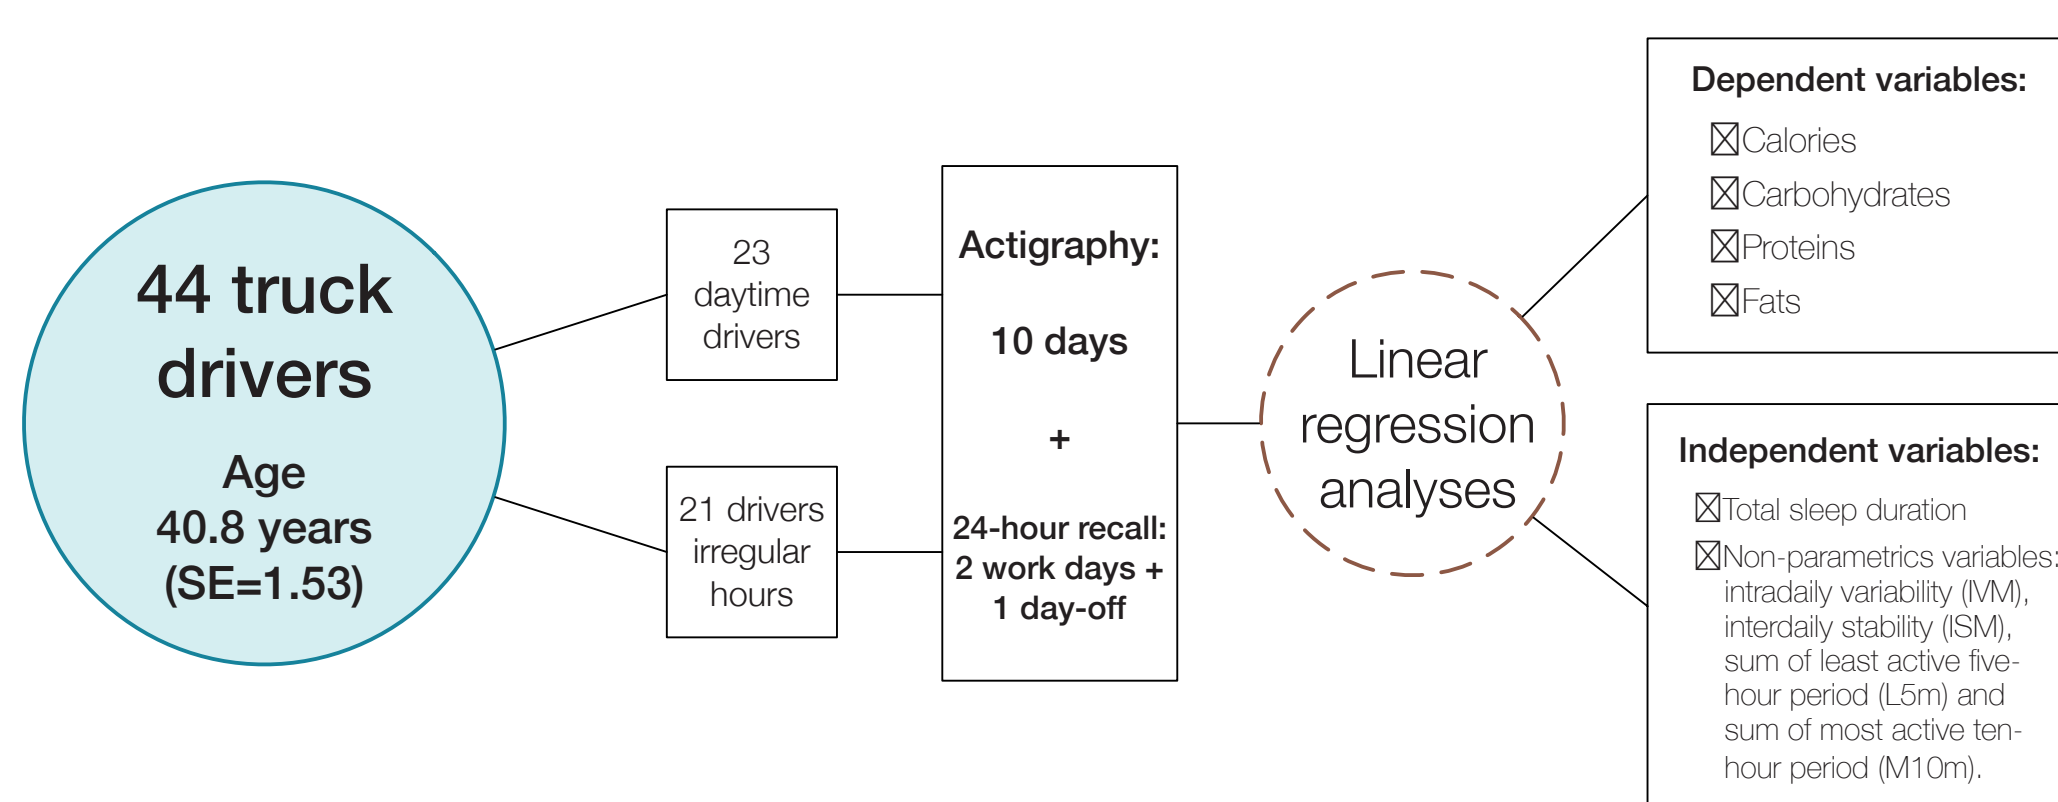 44 truck
drivers
Age
40.8 years
(SE=1.53)
23
daytime
drivers
21 drivers
irregular
hours
Actigraphy:
10 days
+
24-hour recall:
2 work days +
1 day-off
Linear
regression
analyses
Dependent variables:
☒Calories
☒Carbohydrates
☒Proteins
☒Fats
Independent variables:
☒Total sleep duration
☒Non-parametrics variables:
intradaily variability (IVM),
interdaily stability (ISM),
sum of least active five-
hour period (L5m) and
sum of most active ten-
hour period (M10m).